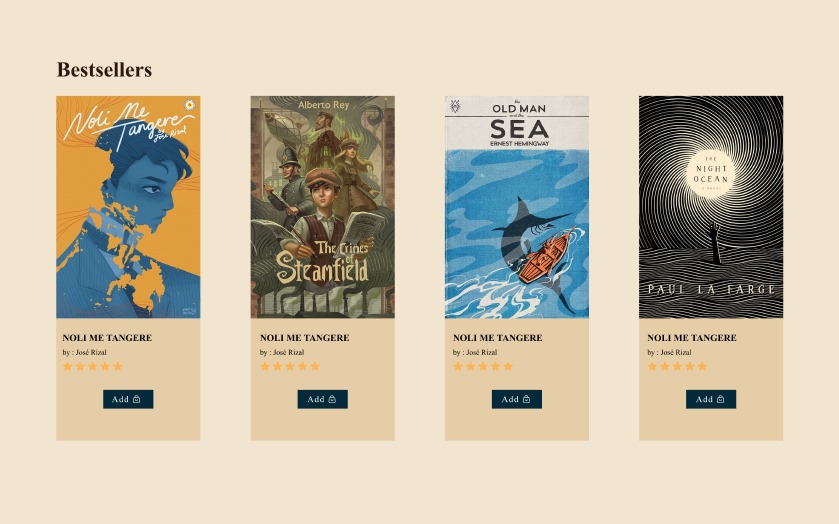 Bestsellers
Noli Me
Tangere
by
José Rizal
Alberto Rey
The Crimes
of
Steamfield
the
OLD MAN
and the
SEA
ERNEST HEMINGWAY
THE
NIGHT
OCEAN
A NOVEL
PAUL LA FARGE
NOLI ME TANGERE
by : José Rizal
Add
NOLI ME TANGERE
by : José Rizal
Add
NOLI ME TANGERE
by : José Rizal
Add
NOLI ME TANGERE
by : José Rizal
Add